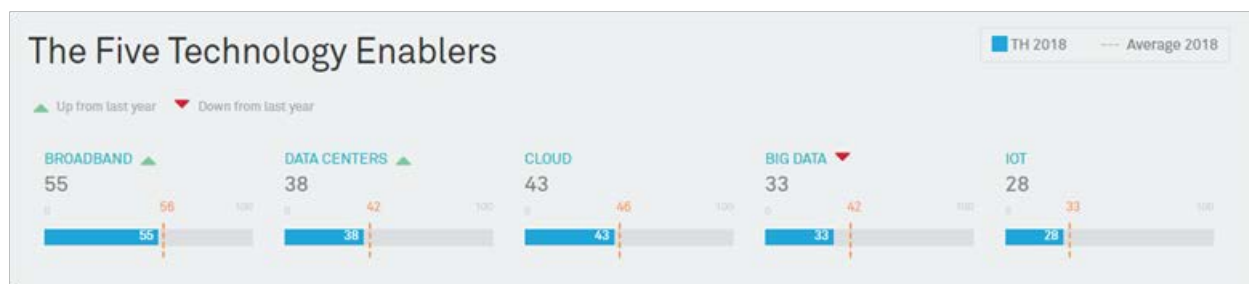 The Five Technology Enablers
TH 2018 Average 2018
Up from last year Down from last year
BROADBAND DATA CENTERS CLOUD BIG DATA IOT
55 38 43 33 28
0 56 100 0 42 100 0 46 100 0 42 100 0 33 100
55 38 43 33 28